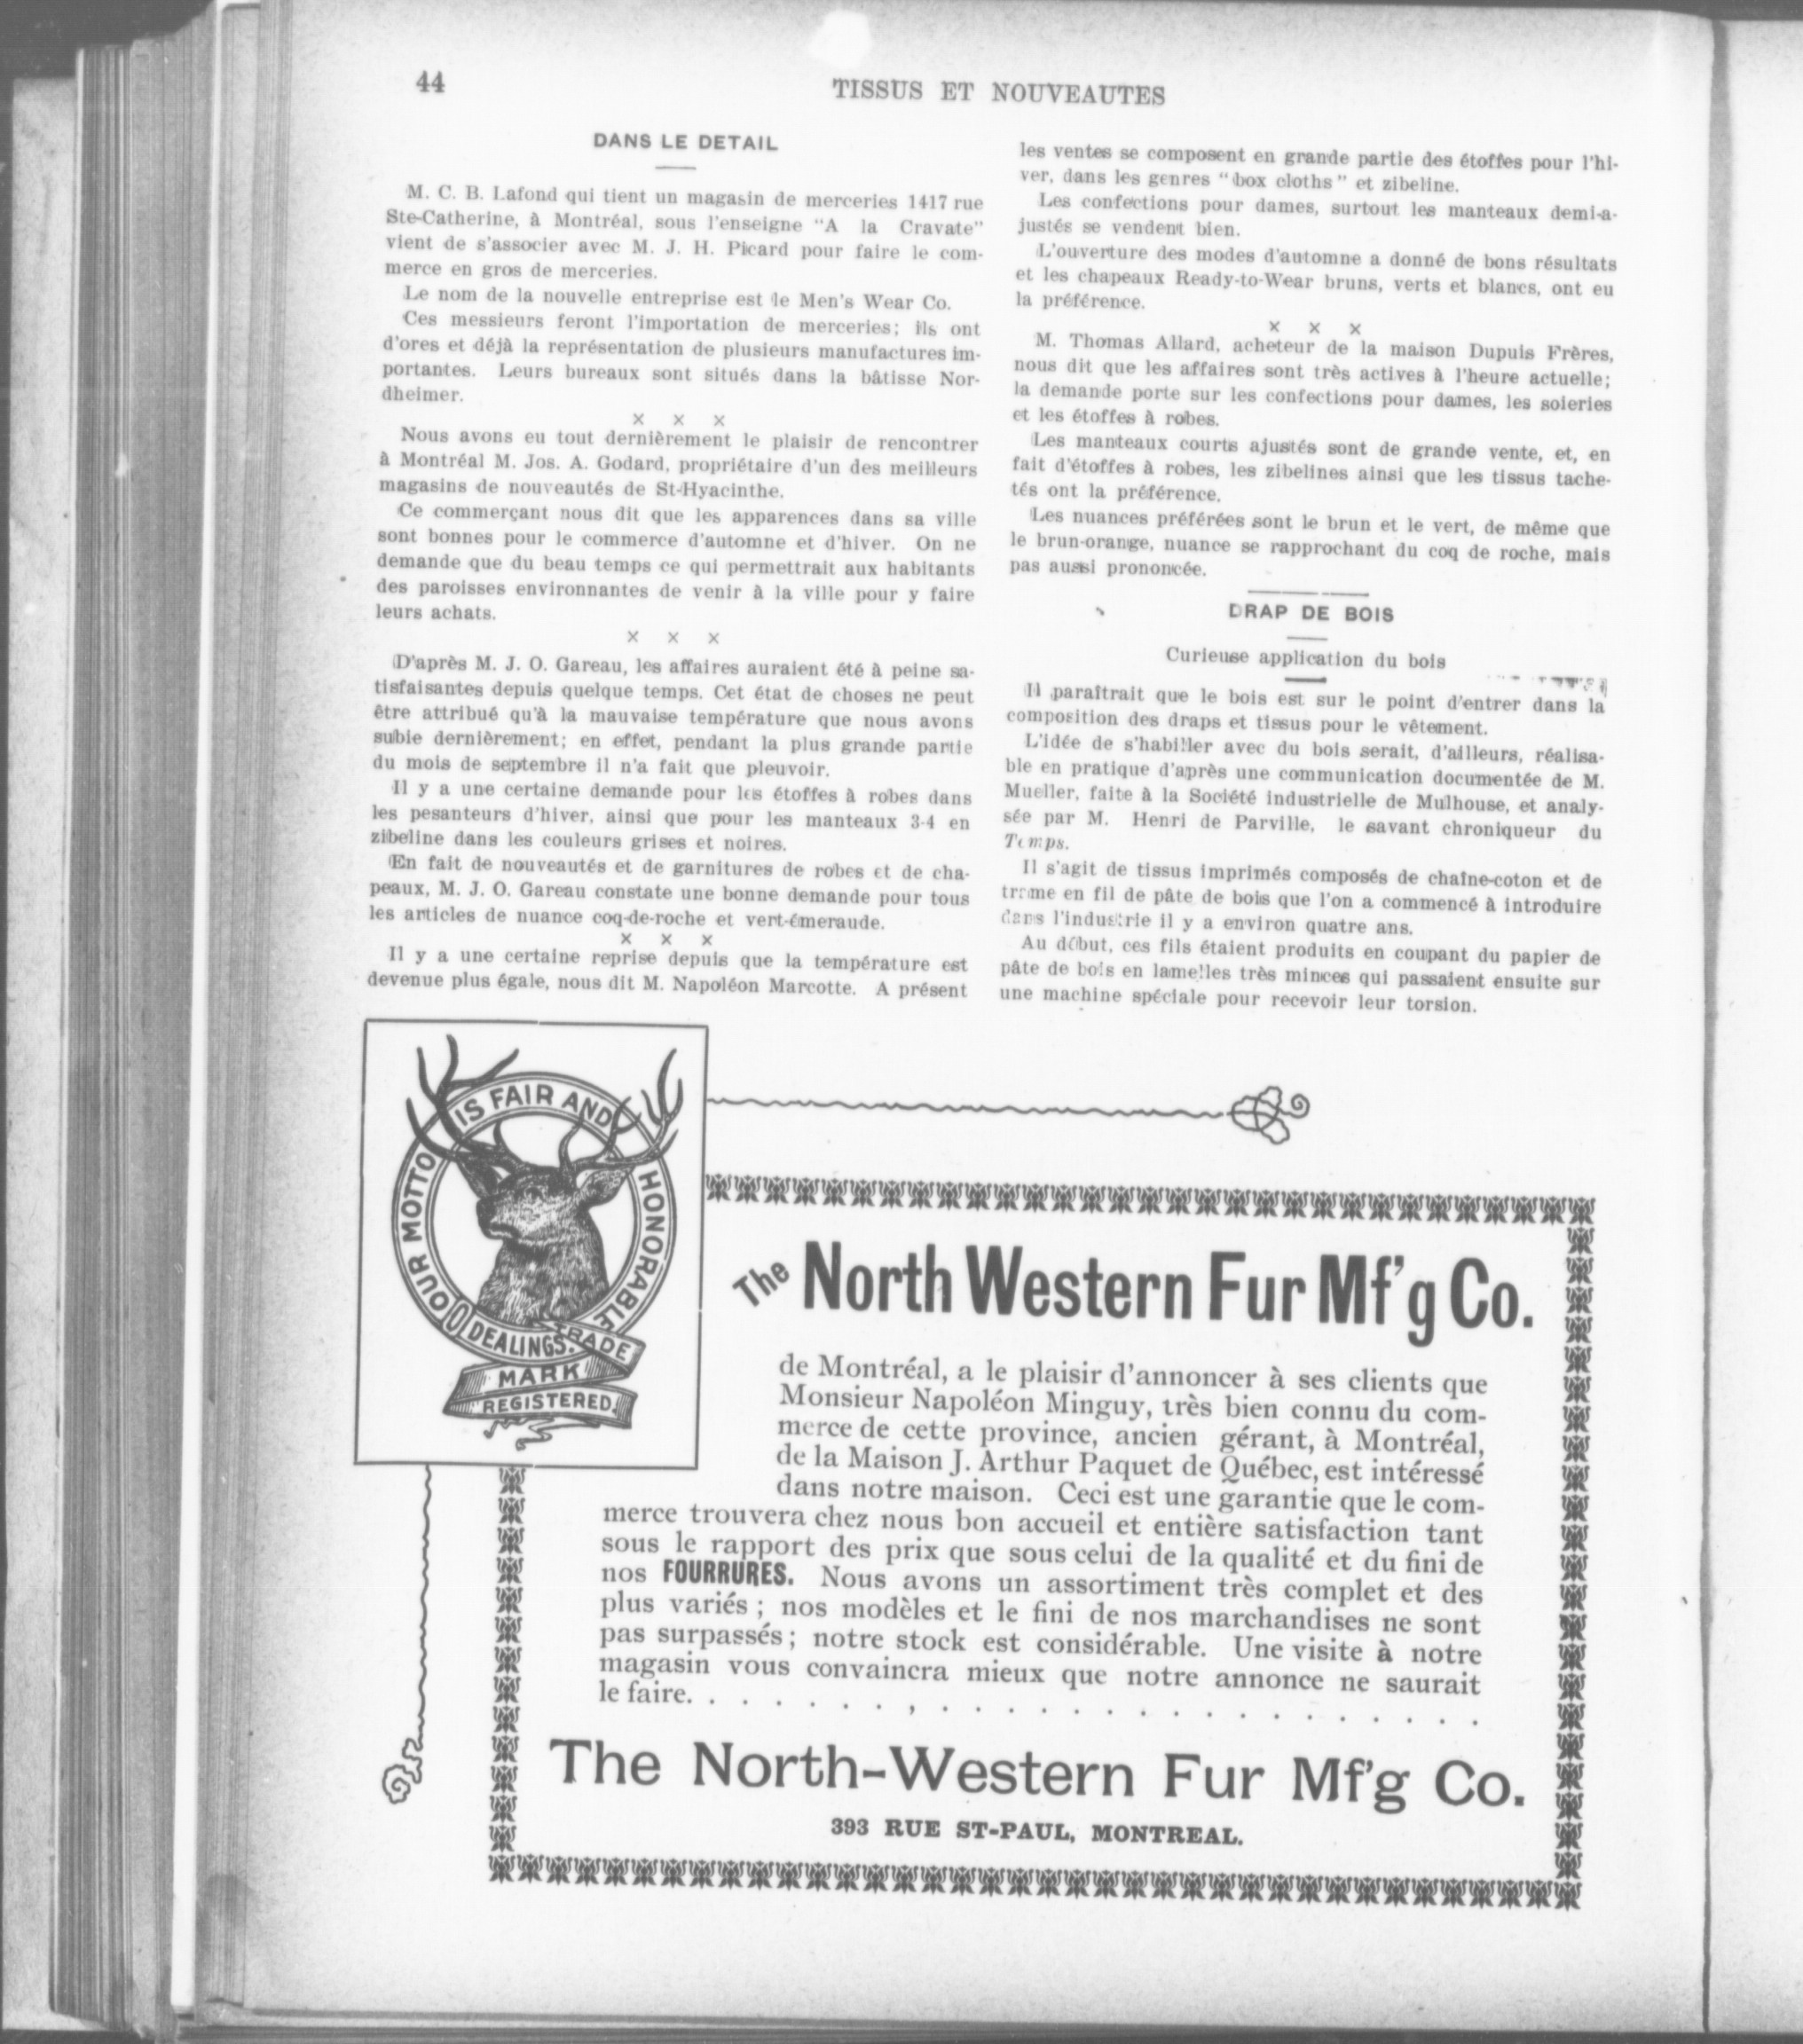 44
TISSUS ET NOUVEAUTES
DANS LE DETAIL
M. C. B. Lafond qui tient un magasin de merceries 1417 rue
Ste-Catherine, à Montréal, sous l'enseigne "A la Cravate"
vient de s'associer avec M. J. H. Picard pour faire le com-
merce en gros de merceries.
Le nom de la nouvelle entreprise est le Men's Wear Co.
Ces messieurs feront l'importation de merceries; ils ont
d'ores et déjà la représentation de plusieurs manufactures im-
portantes. Leurs bureaux sont situés dans la bâtisse Nor-
dheimer.
× × ×
Nous avons eu tout dernièrement le plaisir de rencontrer
à Montréal M. Jos. A. Godard, propriétaire d'un des meilleurs
magasins de nouveautés de St-Hyacinthe.
Ce commerçant nous dit que les apparences dans sa ville
sont bonnes pour le commerce d'automne et d'hiver. On ne
demande que du beau temps ce qui permettrait aux habitants
des paroisses environnantes de venir à la ville pour y faire
leurs achats.
× × ×
D'après M. J. O. Gareau, les affaires auraient été à peine sa-
tisfaisantes depuis quelque temps. Cet état de choses ne peut
être attribué qu'à la mauvaise température que nous avons
subie dernièrement; en effet, pendant la plus grande partie
du mois de septembre il n'a fait que pleuvoir.
Il y a une certaine demande pour les étoffes à robes dans
les pesanteurs d'hiver, ainsi que pour les manteaux 3-4 en
zibeline dans les couleurs grises et noires.
En fait de nouveautés et de garnitures de robes et de cha-
peaux, M. J. O. Gareau constate une bonne demande pour tous
les articles de nuance coq-de-roche et vert-émeraude.
× × ×
Il y a une certaine reprise depuis que la température est
devenue plus égale, nous dit M. Napoléon Marcotte. A présent
les ventes se composent en grande partie des étoffes pour l'hi-
ver, dans les genres "box cloths" et zibeline.
Les confections pour dames, surtout les manteaux demi-a-
justés se vendent bien.
L'ouverture des modes d'automne a donné de bons résultats
et les chapeaux Ready-to-Wear bruns, verts et blancs, ont eu
la préférence.
× × ×
M. Thomas Allard, acheteur de la maison Dupuis Frères,
nous dit que les affaires sont très actives à l'heure actuelle;
la demande porte sur les confections pour dames, les soieries
et les étoffes à robes.
Les manteaux courts ajustés sont de grande vente, et, en
fait d'étoffes à robes, les zibelines ainsi que les tissus tache-
tés ont la préférence.
Les nuances préférées sont le brun et le vert, de même que
le brun-orange, nuance se rapprochant du coq de roche, mais
pas aussi prononcée.
DRAP DE BOIS
Curieuse application du bois
Il paraîtrait que le bois est sur le point d'entrer dans la
composition des draps et tissus pour le vêtement.
L'idée de s'habiller avec du bois serait, d'ailleurs, réalisa-
ble en pratique d'après une communication documentée de M.
Mueller, faite à la Société industrielle de Mulhouse, et analy-
sée par M. Henri de Parville, le savant chroniqueur du
Temps.
Il s'agit de tissus imprimés composés de chaîne-coton et de
trame en fil de pâte de bois que l'on a commencé à introduire
dans l'industrie il y a environ quatre ans.
Au début, ces fils étaient produits en coupant du papier de
pâte de bois en lamelles très minces qui passaient ensuite sur
une machine spéciale pour recevoir leur torsion.
OUR MOTTO IS FAIR AND HONORABLE
DEALINGS.
TRADE
MARK
REGISTERED.
The North Western Fur Mf'g Co.
de Montréal, a le plaisir d'annoncer à ses clients que
Monsieur Napoléon Minguy, très bien connu du com-
merce de cette province, ancien gérant, à Montréal,
de la Maison J. Arthur Paquet de Québec, est intéressé
dans notre maison. Ceci est une garantie que le com-
merce trouvera chez nous bon accueil et entière satisfaction tant
sous le rapport des prix que sous celui de la qualité et du fini de
nos FOURRURES. Nous avons un assortiment très complet et des
plus variés; nos modèles et le fini de nos marchandises ne sont
pas surpassés; notre stock est considérable. Une visite à notre
magasin vous convaincra mieux que notre annonce ne saurait
le faire. . . . . . . , . . . . . . . . . . . . . . . . .
The North-Western Fur Mf'g Co.
393 RUE ST-PAUL, MONTREAL.